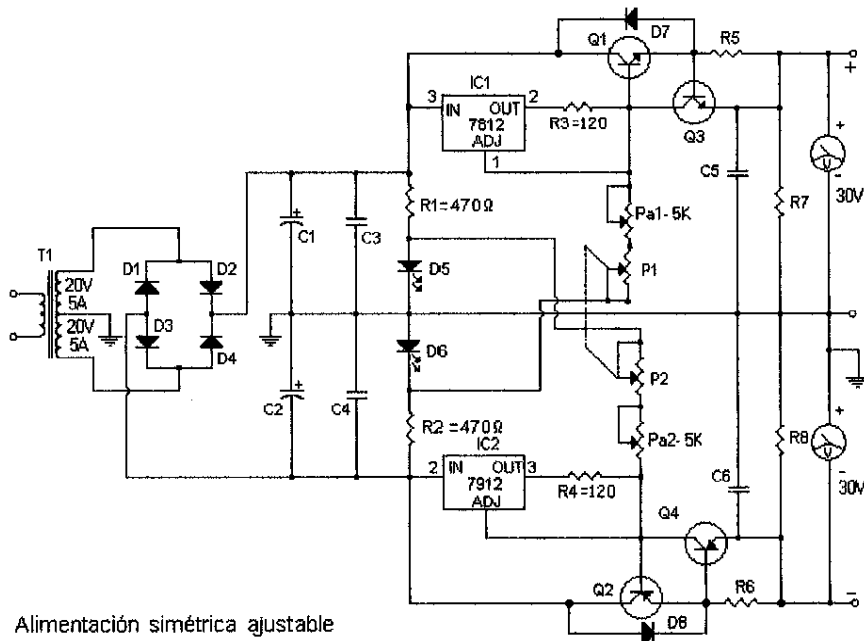 D7
Q1
R5
+
IC1
3
IN
OUT
2
7812
ADJ
1
R3=120
Q3
+
V
-
30V
C5
R7
R1=470Ω
Pa1-5K
P1
T1
20V
5A
20V
5A
D1
D2
D3
D4
+
C1
C3
D5
D6
+
C2
C4
P2
Pa2-5K
R2=470Ω
IC2
2
IN
OUT
3
7912
ADJ
R4=120
C6
R8
+
V
-
30V
Q4
Q2
R6
-
D8
Alimentación simétrica ajustable